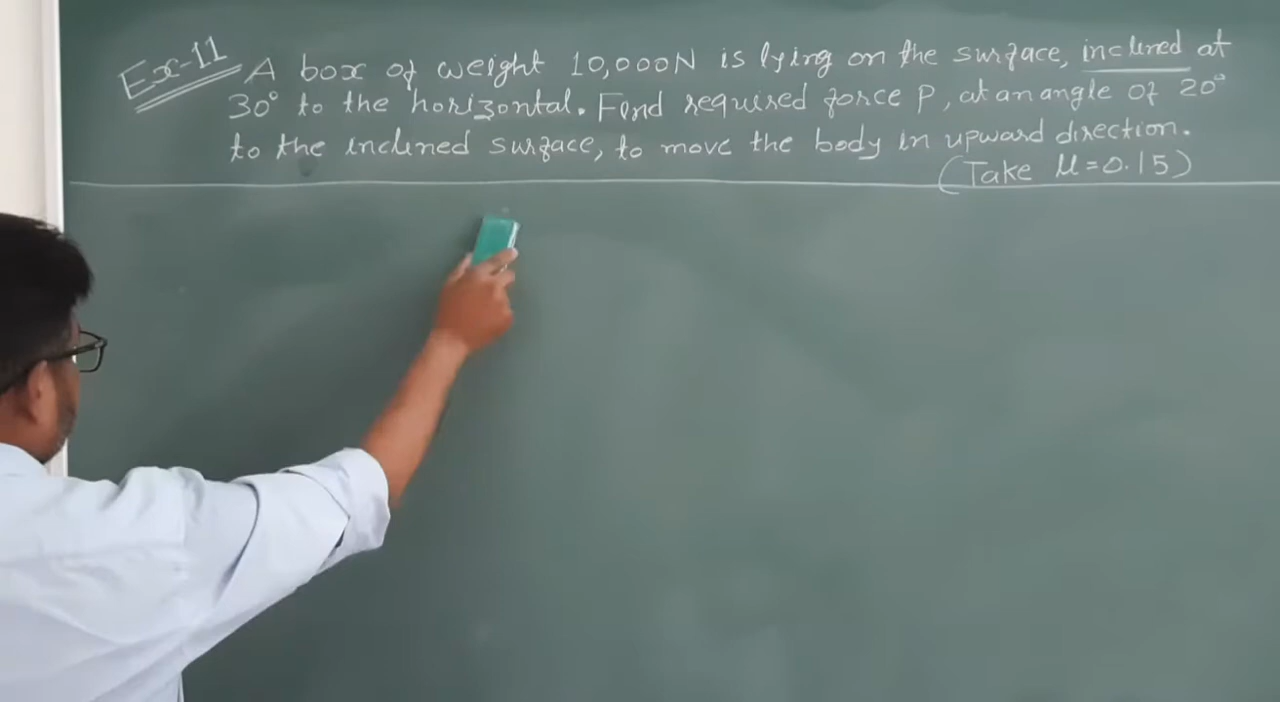 Ex-11 A box of weight 10,000N is lying on the surface, inclined at
30° to the horizontal. Find required force P, at an angle of 20°
to the inclined surface, to move the body in upward direction.
(Take μ=0.15)